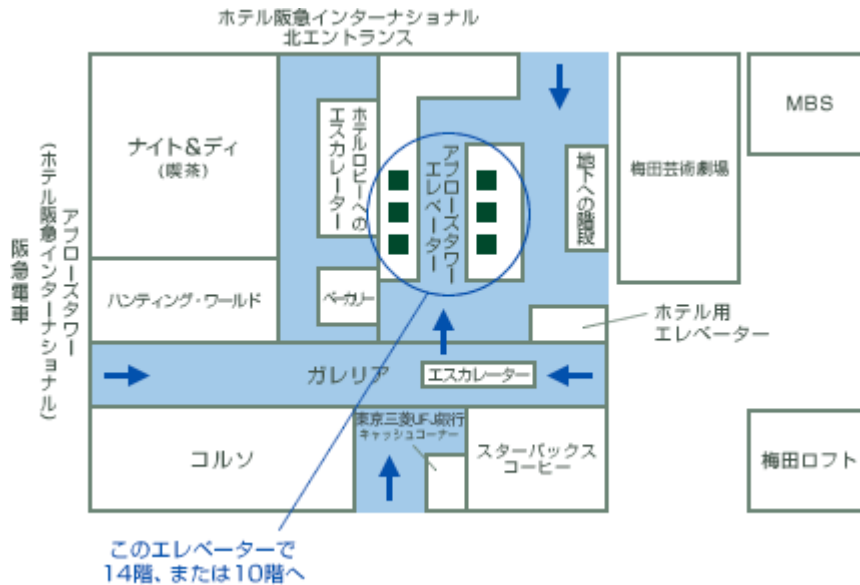 ホテル阪急インターナショナル
北エントランス
ナイト&ディ
(喫茶)
ホテルロビーへの
エスカレーター
アプローズタワー
エレベーター
地下への階段
梅田芸術劇場
MBS
アプローズタワー
(ホテル阪急インターナショナル)
阪急電車
ハンティング・ワールド
ベーカリー
ホテル用
エレベーター
ガレリア
エスカレーター
コルソ
東京三菱UFJ銀行
キャッシュコーナー
スターバックス
コーヒー
梅田ロフト
このエレベーターで
14階、または10階へ